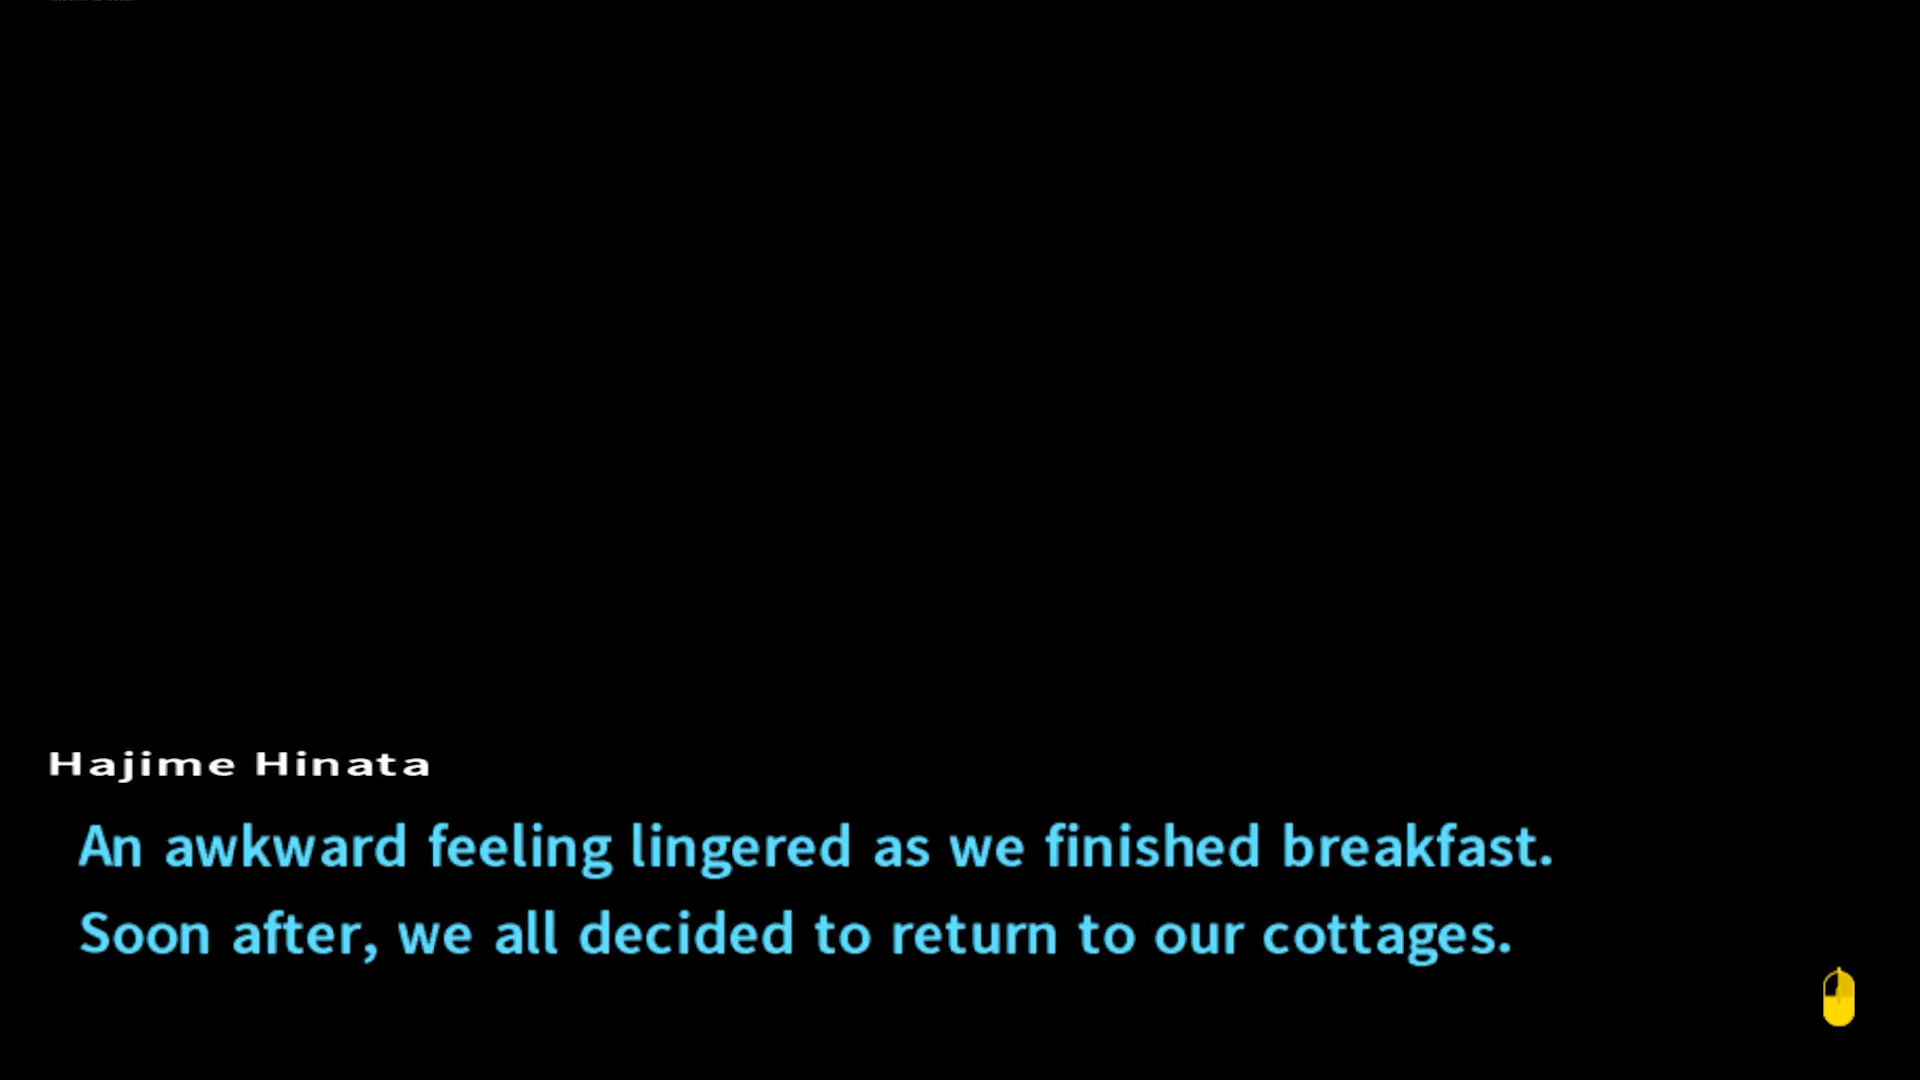 Hajime Hinata
An awkward feeling lingered as we finished breakfast.
Soon after, we all decided to return to our cottages.